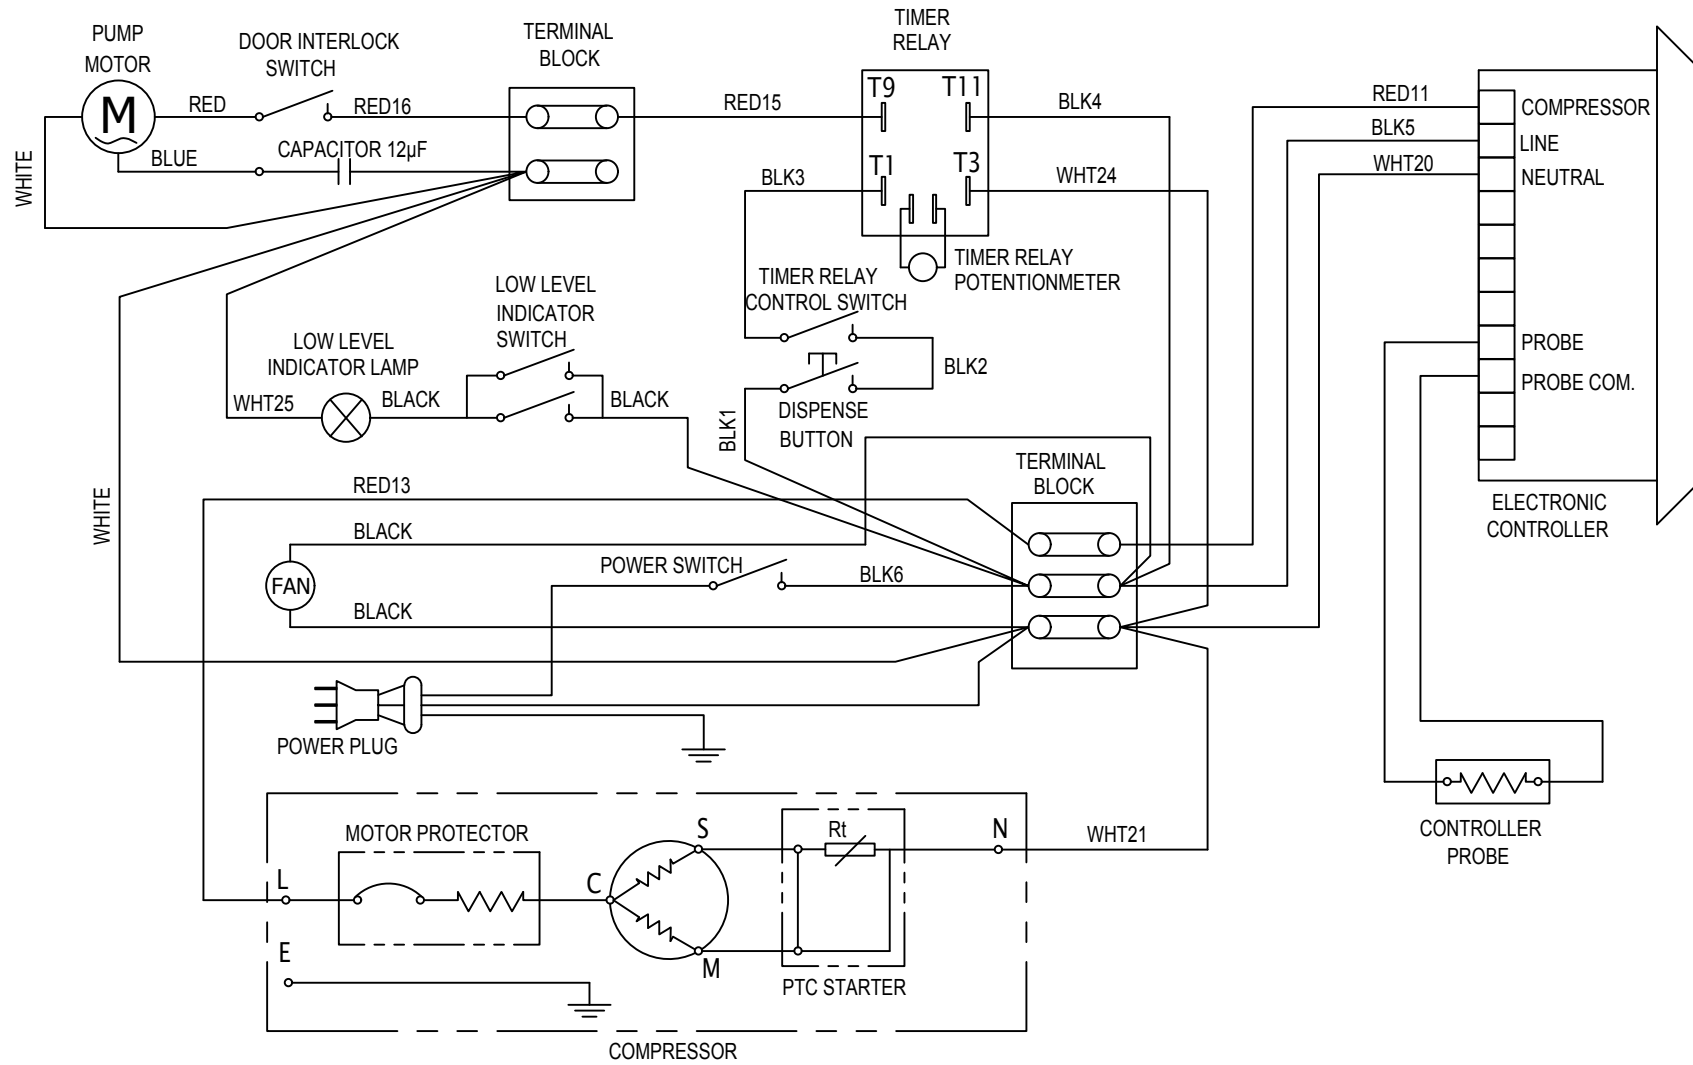 PUMP
MOTOR
M
DOOR INTERLOCK
SWITCH
TERMINAL
BLOCK
TIMER
RELAY
RED
RED16
RED15
T9
T11
BLK4
RED11
COMPRESSOR
BLK5
LINE
WHT20
NEUTRAL
BLUE
CAPACITOR 12µF
WHITE
BLK3
T1
T3
WHT24
TIMER RELAY
POTENTIONMETER
TIMER RELAY
CONTROL SWITCH
BLK2
DISPENSE
BUTTON
BLK1
LOW LEVEL
INDICATOR
SWITCH
LOW LEVEL
INDICATOR LAMP
WHT25
BLACK
BLACK
PROBE
PROBE COM.
ELECTRONIC
CONTROLLER
TERMINAL
BLOCK
RED13
WHITE
BLACK
FAN
POWER SWITCH
BLK6
BLACK
POWER PLUG
CONTROLLER
PROBE
MOTOR PROTECTOR
L
C
S
M
Rt
N
WHT21
E
PTC STARTER
COMPRESSOR